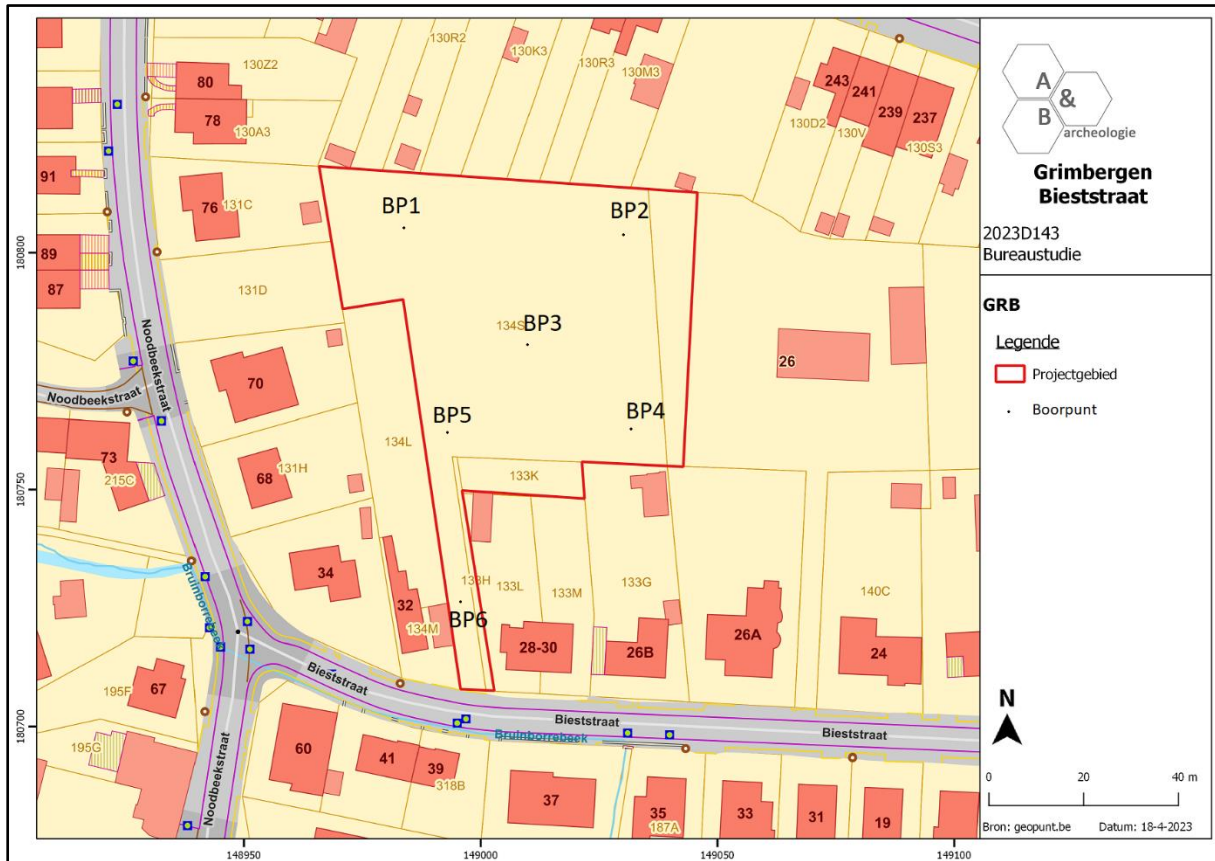 130R2
130K3
130R3
130M3
130Z2
80
78
130A3
243
241
239
237
130D2
130V
130S3
91
76
131C
BP1
BP2
89
87
131D
Noodbeekstraat
134S
BP3
26
Noodbeekstraat
70
BP5
BP4
134L
73
215C
68
131H
133K
34
32
134M
133H
133L
133M
133G
140C
Bruinborrebeek
BP6
28-30
26B
26A
24
Bieststraat
Bieststraat
Bieststraat
Bruinborrebeek
67
195F
195G
Noodbeekstraat
60
41
39
318B
37
35
187A
33
31
19
180800
180750
180700
148950
149000
149050
149100
A
&
B
archeologie
Grimbergen
Bieststraat
2023D143
Bureaustudie
GRB
Legende
Projectgebied
Boorpunt
N
0 20 40 m
Bron: geopunt.be Datum: 18-4-2023